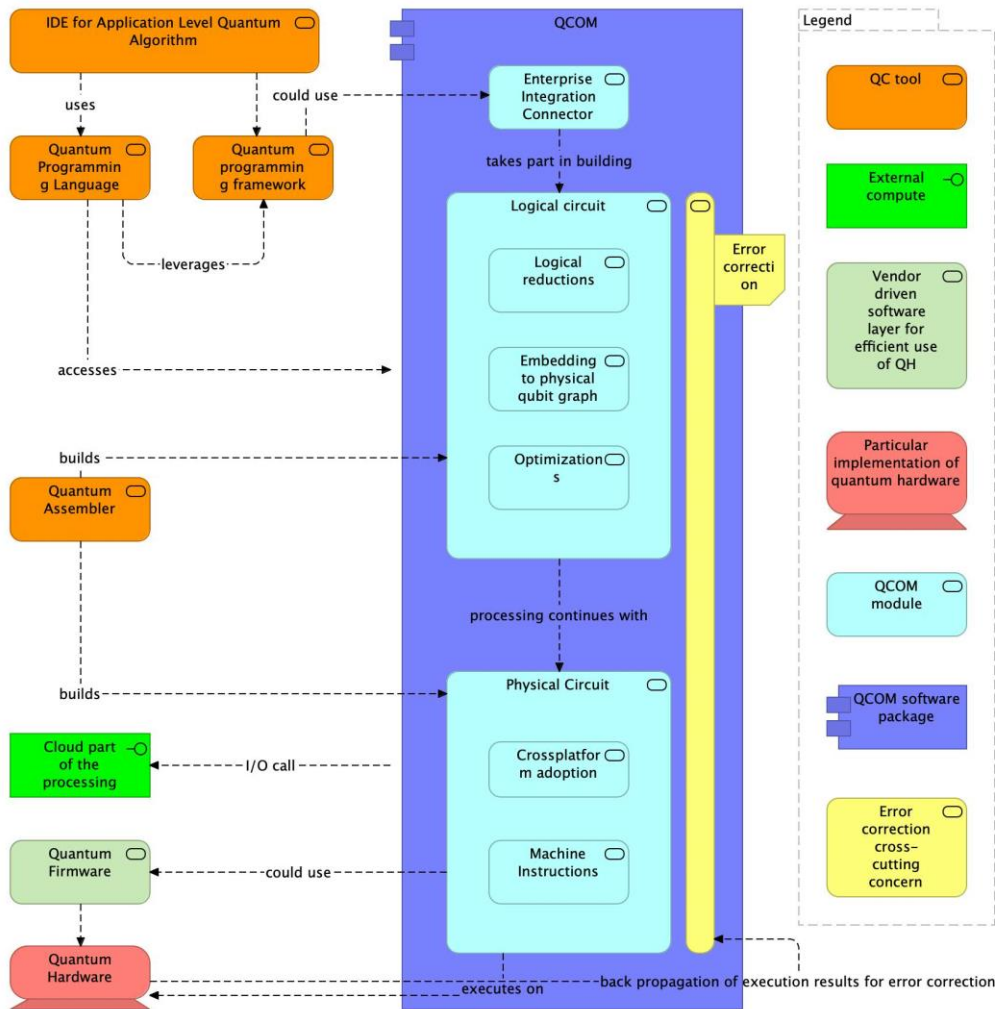 IDE for Application Level Quantum
Algorithm
uses
could use
Quantum
Programmin
g Language
Quantum
programmin
g framework
leverages
accesses
builds
Quantum
Assembler
builds
Cloud part
of the
processing
I/O call
Quantum
Firmware
could use
Quantum
Hardware
executes on
back propagation of execution results for error correction
QCOM
Enterprise
Integration
Connector
takes part in building
Logical circuit
Logical
reductions
Embedding
to physical
qubit graph
Optimization
s
Error
correcti
on
processing continues with
Physical Circuit
Crossplatfor
m adoption
Machine
Instructions
Legend
QC tool
External
compute
Vendor
driven
software
layer for
efficient use
of QH
Particular
implementation of
quantum hardware
QCOM
module
QCOM software
package
Error
correction
cross-
cutting
concern